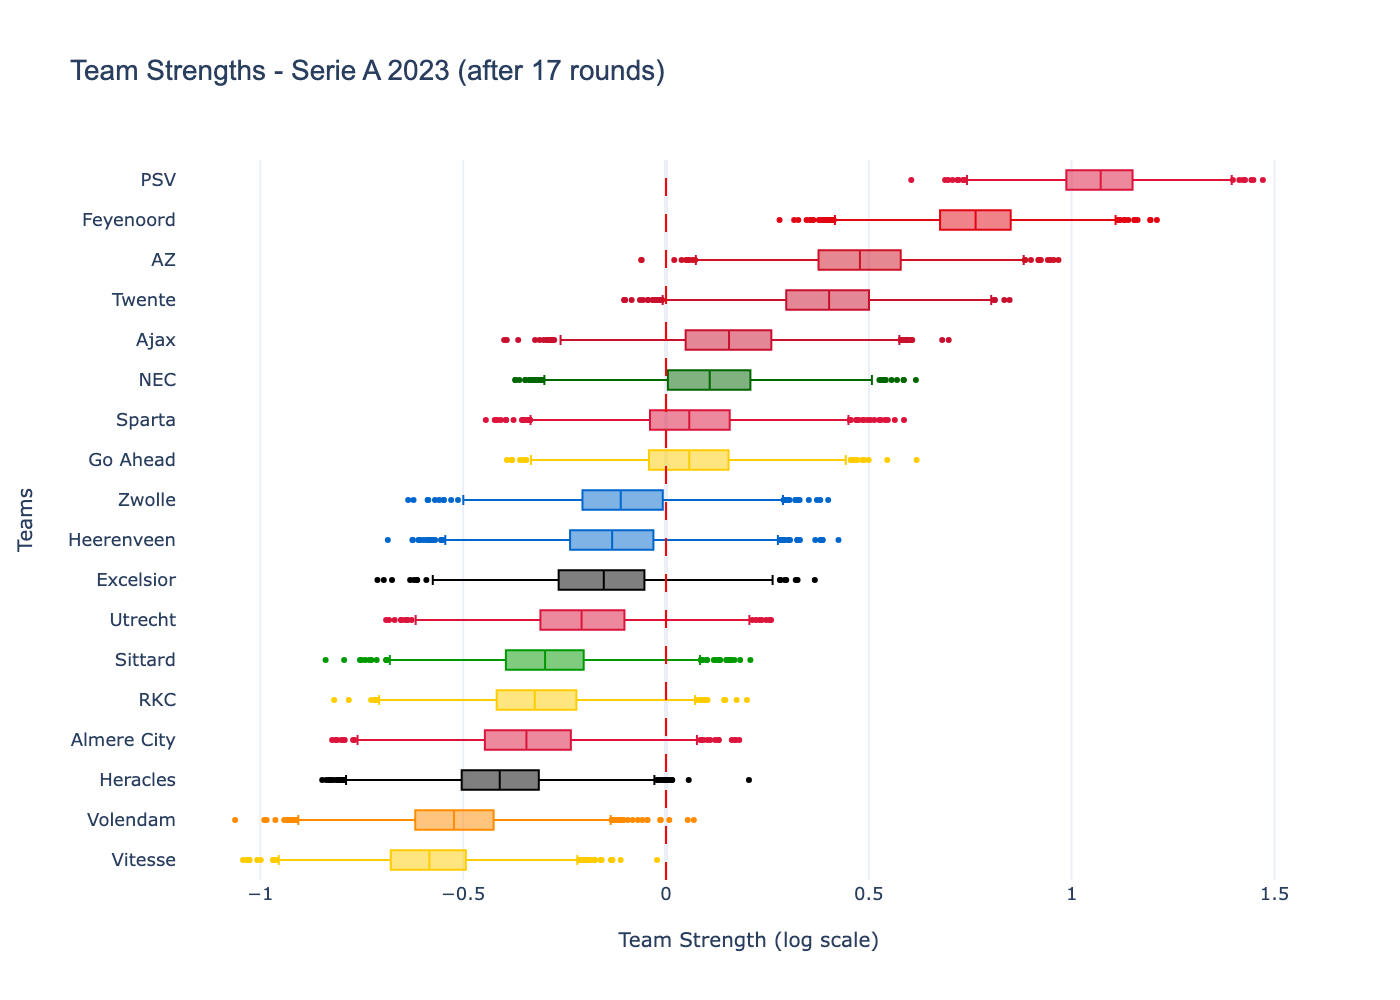 Team Strengths - Serie A 2023 (after 17 rounds)
PSV
Feyenoord
AZ
Twente
Ajax
NEC
Sparta
Go Ahead
Zwolle
Heerenveen
Excelsior
Utrecht
Sittard
RKC
Almere City
Heracles
Volendam
Vitesse
Teams
−1
−0.5
0
0.5
1
1.5
Team Strength (log scale)